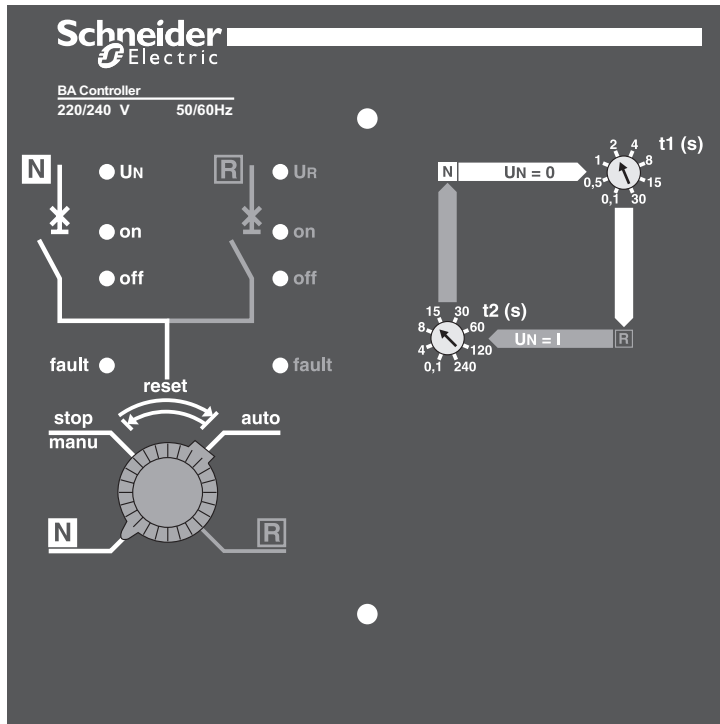 Schneider
Electric
BA Controller
220/240 V 50/60Hz
N UN
on
off
fault
R UR
on
off
fault
reset
stop
manu
auto
N
R
N UN = 0
t1 (s)
0,1 0,5 1 2 4 8 15 30
R
UN = I
t2 (s)
0,1 4 8 15 30 60 120 240